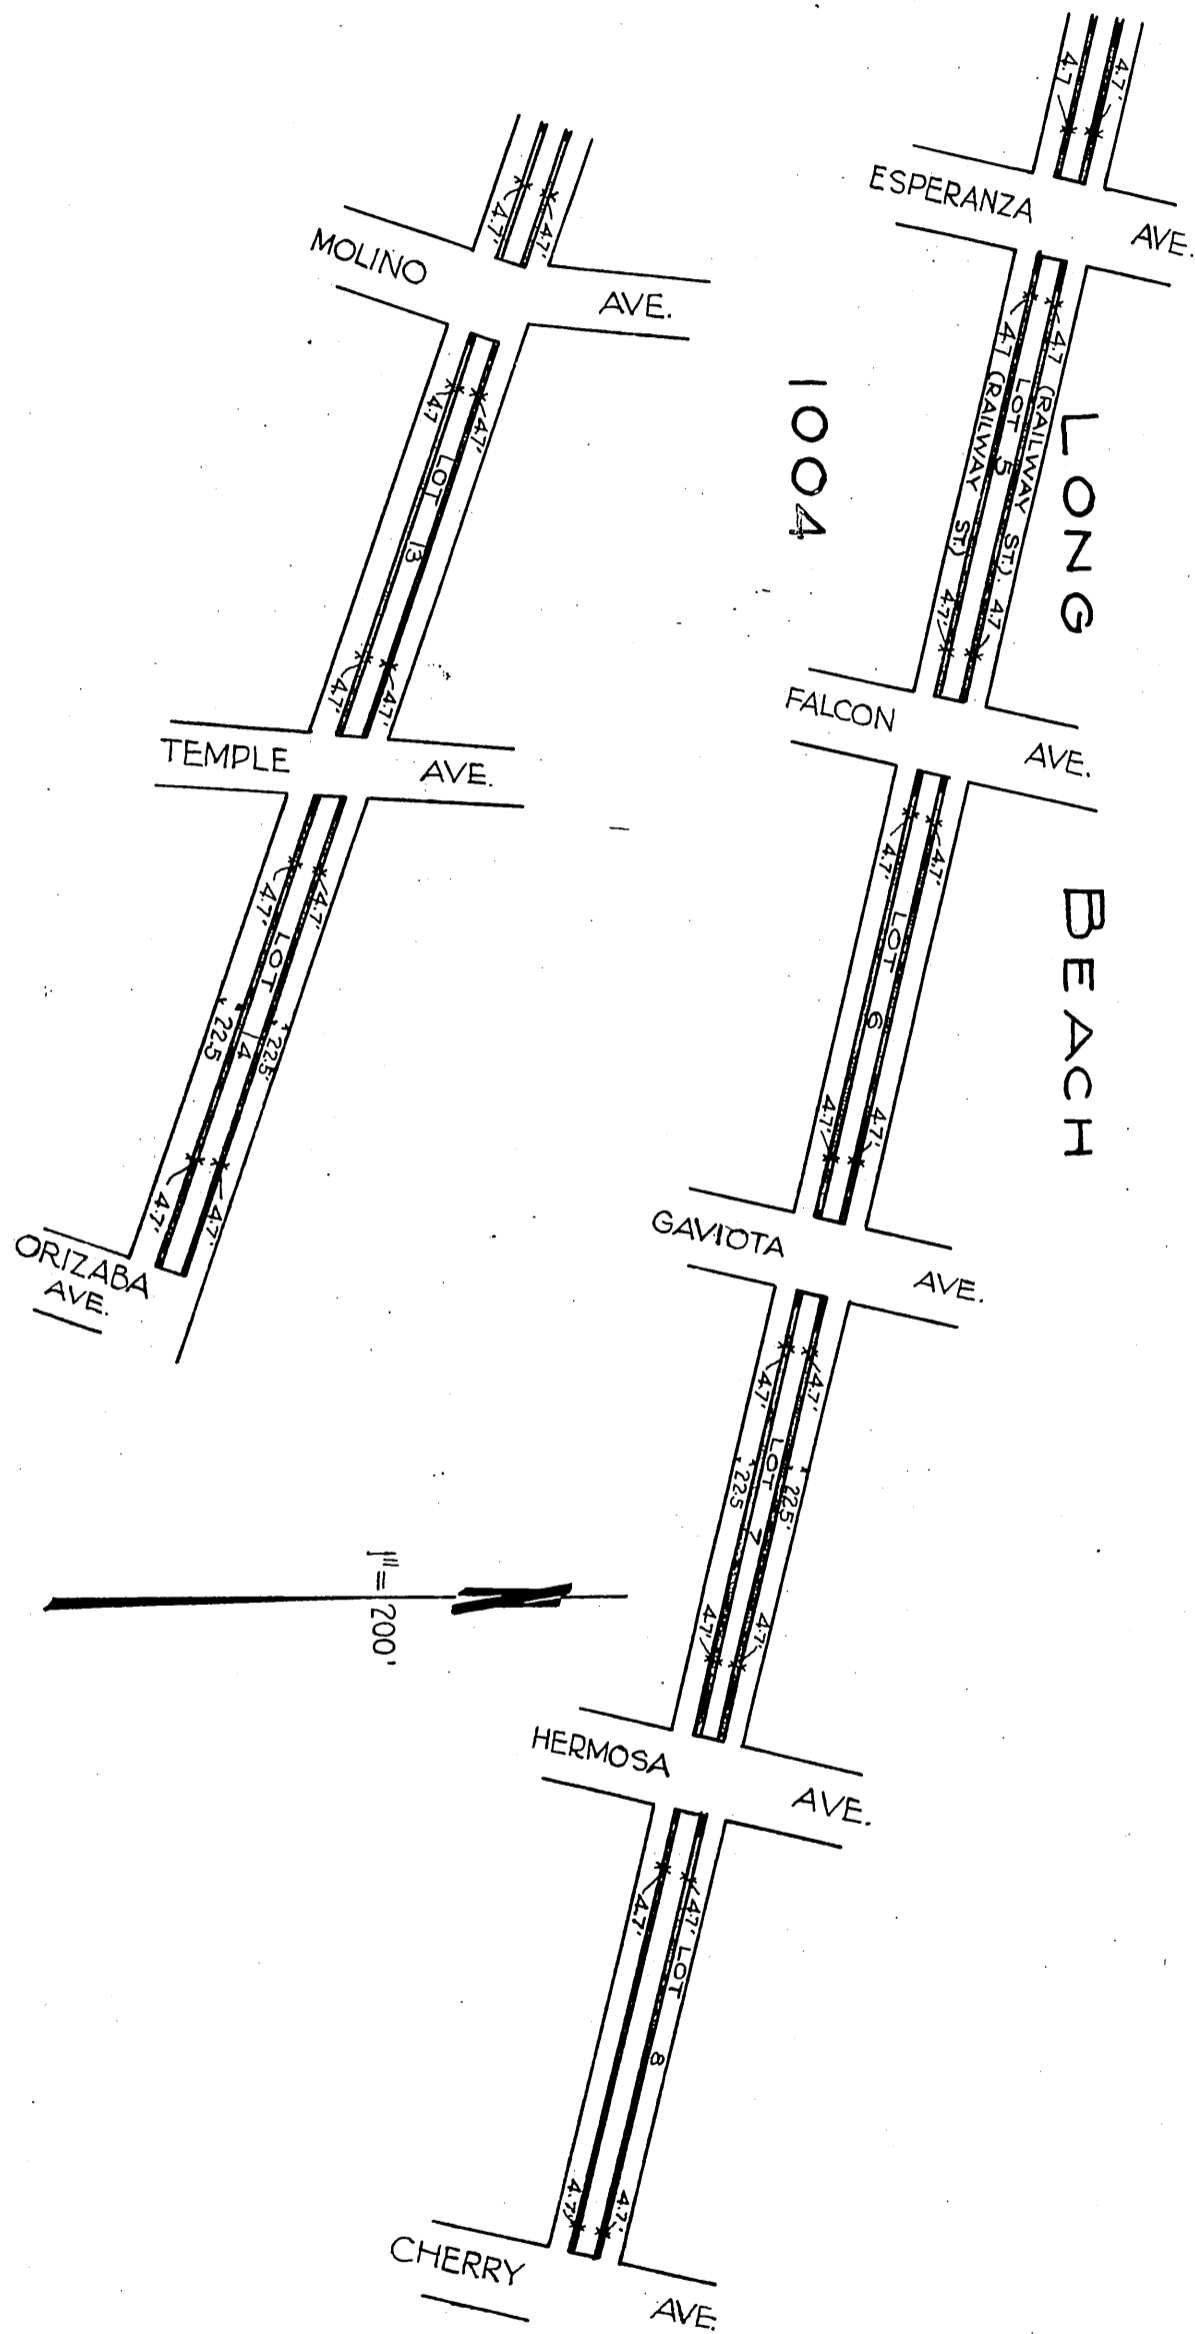 4.7
4.7'
ESPERANZA AVE.
4.7 (RAILWAY ST.) 4.7'
LOT 5
4.7 (RAILWAY ST.) 4.7
LONG BEACH
1004
FALCON AVE.
4.7'
4.7'
LOT 6
4.7'
4.7'
GAVIOTA AVE.
4.7'
4.7'
LOT 7
22.5
22.5'
4.7'
4.7'
HERMOSA AVE.
4.7'
4.7'
LOT 8
4.7'
4.7'
CHERRY AVE.
4.7'
4.7'
MOLINO AVE.
4.7
4.7'
LOT 13
4.7'
4.7'
TEMPLE AVE.
4.7'
4.7'
LOT 14
22.5
22.5'
4.7'
4.7'
ORIZABA
AVE.
1"=200'